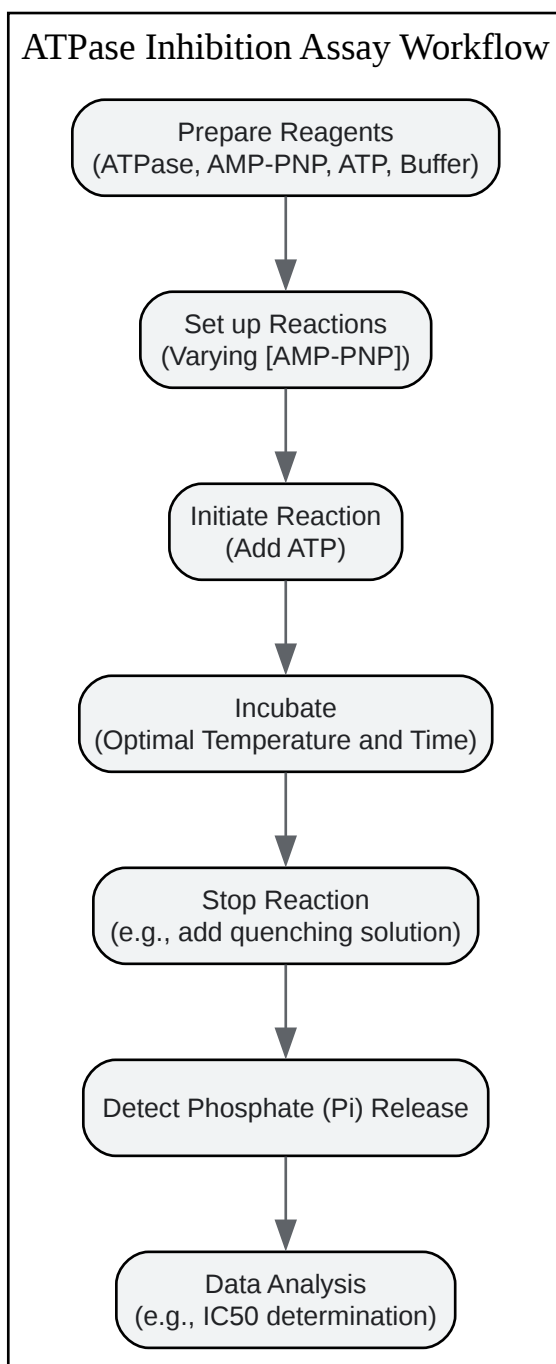 ATPase Inhibition Assay Workflow
Prepare Reagents
(ATPase, AMP-PNP, ATP, Buffer)
Set up Reactions
(Varying [AMP-PNP])
Initiate Reaction
(Add ATP)
Incubate
(Optimal Temperature and Time)
Stop Reaction
(e.g., add quenching solution)
Detect Phosphate (Pi) Release
Data Analysis
(e.g., IC50 determination)